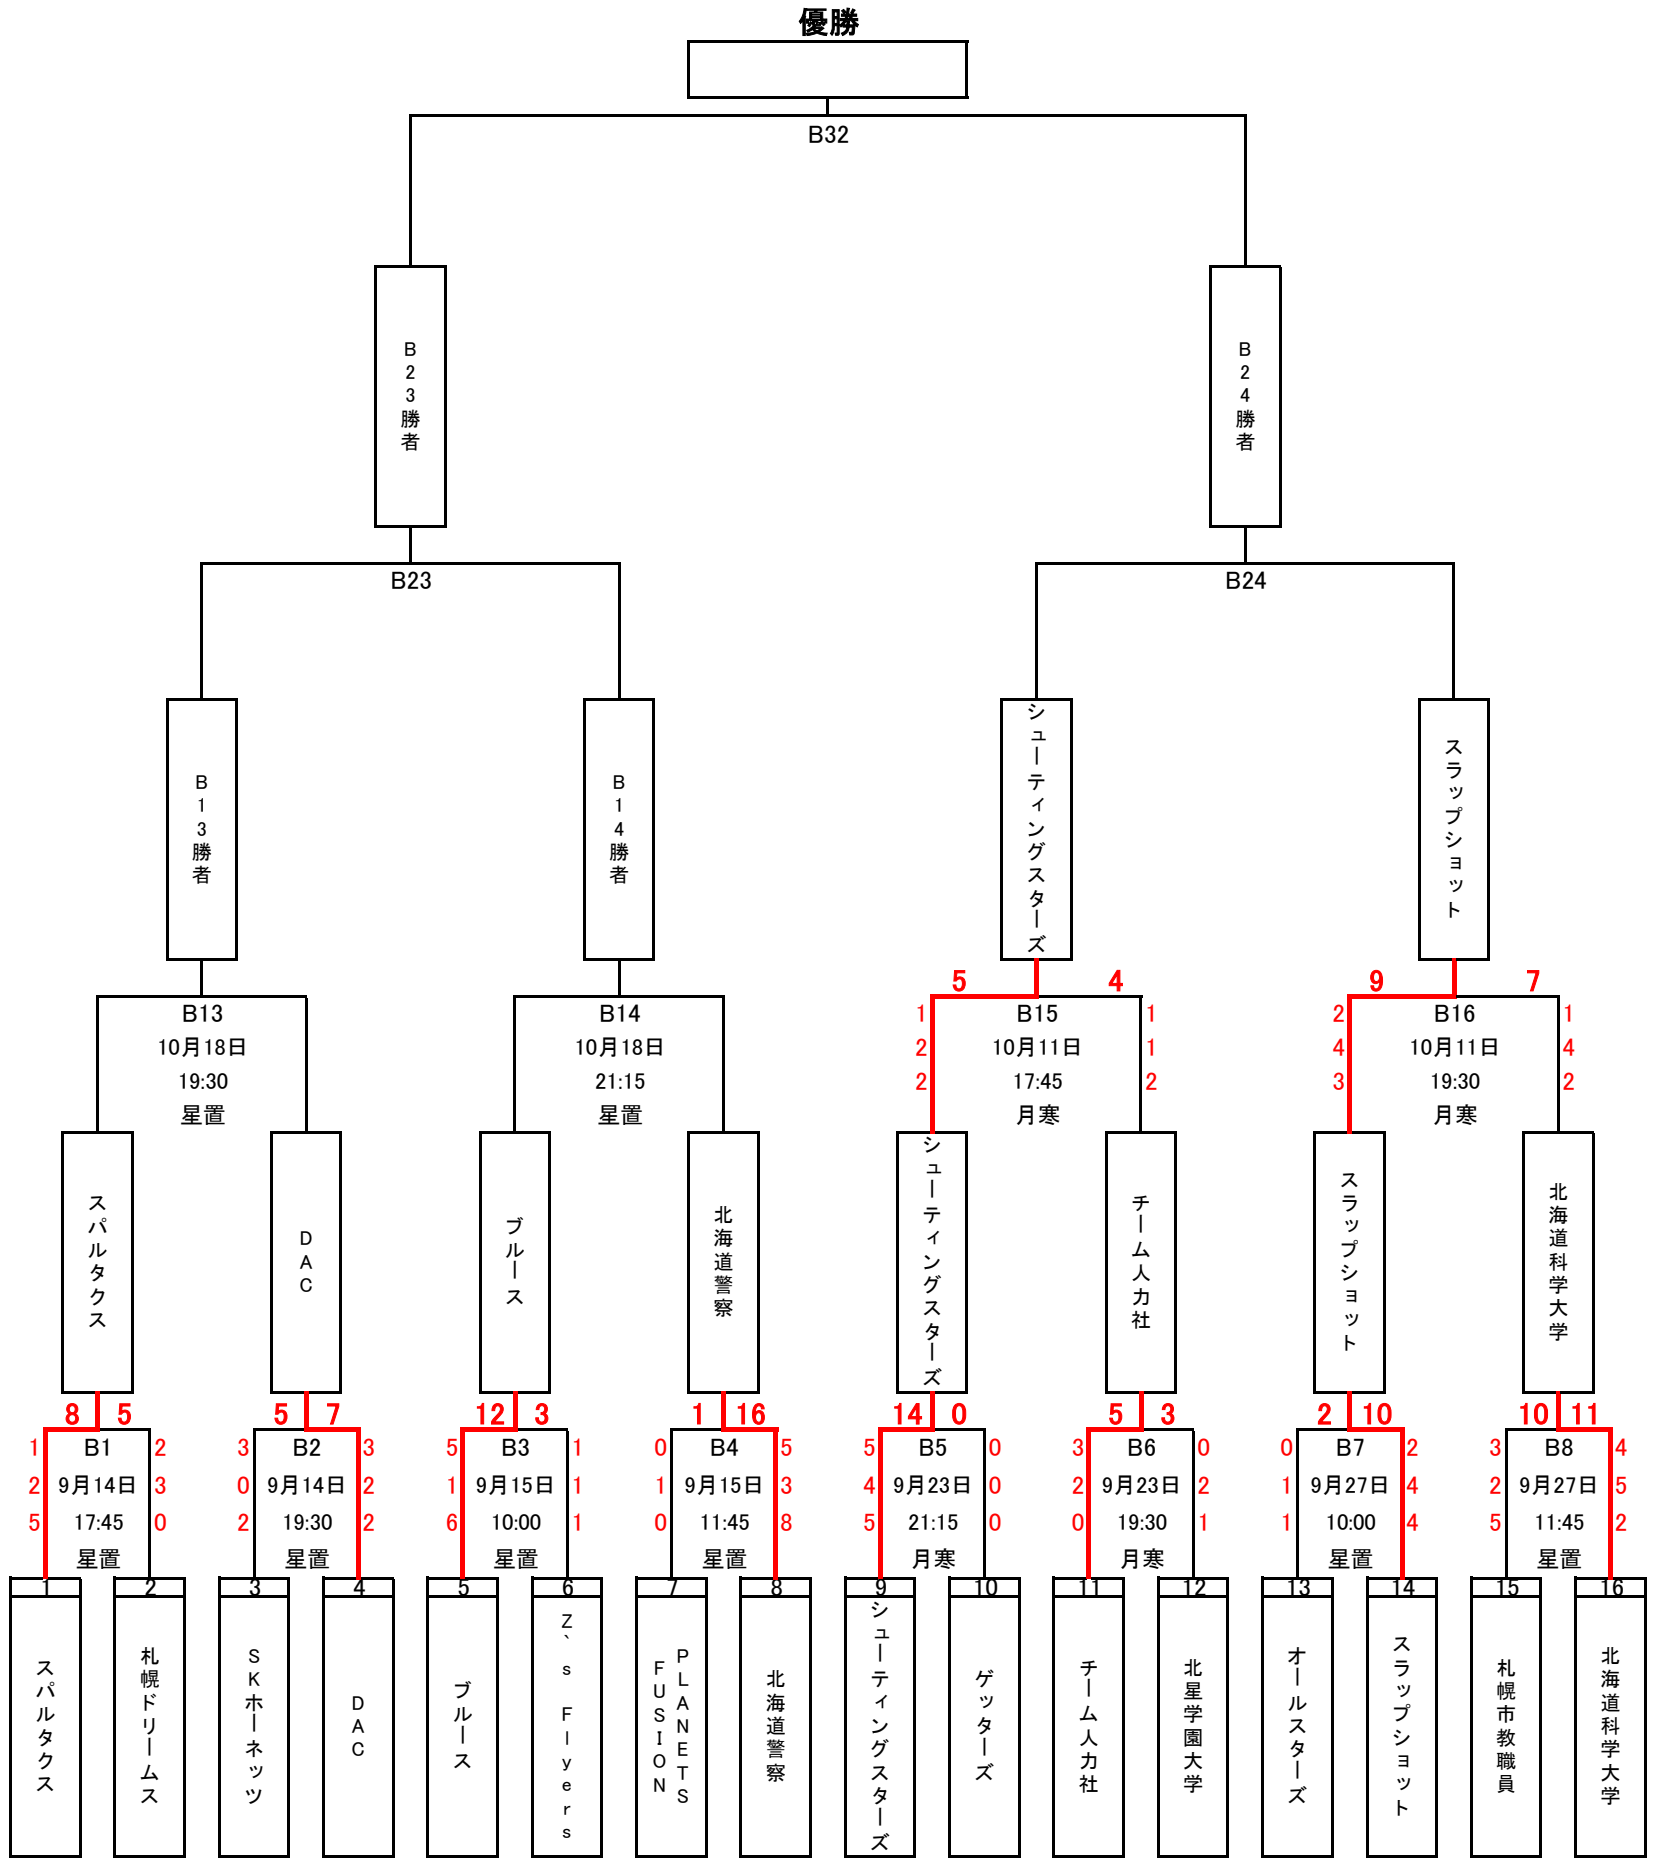 優勝
B32
B23勝者
B24勝者
B23
B24
B13勝者
B14勝者
シューティングスターズ
スラップショット
5 4
9 7
B13
B14
1 B15 1
2 B16 1
10月18日
10月18日
2 10月11日 1
4 10月11日 4
19:30
21:15
2 17:45 2
3 19:30 2
星置
星置
月寒
月寒
スパルタクス
DAC
ブルース
北海道警察
シューティングスターズ
チーム人力社
スラップショット
北海道科学大学
8 5
5 7
12 3
1 16
14 0
5 3
2 10
10 11
1 B1 2
3 B2 3
5 B3 1
0 B4 5
5 B5 0
3 B6 0
0 B7 2
3 B8 4
2 9月14日 3
0 9月14日 2
1 9月15日 1
1 9月15日 3
4 9月23日 0
2 9月23日 2
1 9月27日 4
2 9月27日 5
5 17:45 0
2 19:30 2
6 10:00 1
0 11:45 8
5 21:15 0
0 19:30 1
1 10:00 4
5 11:45 2
星置
星置
星置
星置
月寒
月寒
星置
星置
1
2
3
4
5
6
7
8
9
10
11
12
13
14
15
16
スパルタクス
札幌ドリームス
SKホーネッツ
DAC
ブルース
Z`s Flyers
PLANETS
FUSION
北海道警察
シューティングスターズ
ゲッターズ
チーム人力社
北星学園大学
オールスターズ
スラップショット
札幌市教職員
北海道科学大学